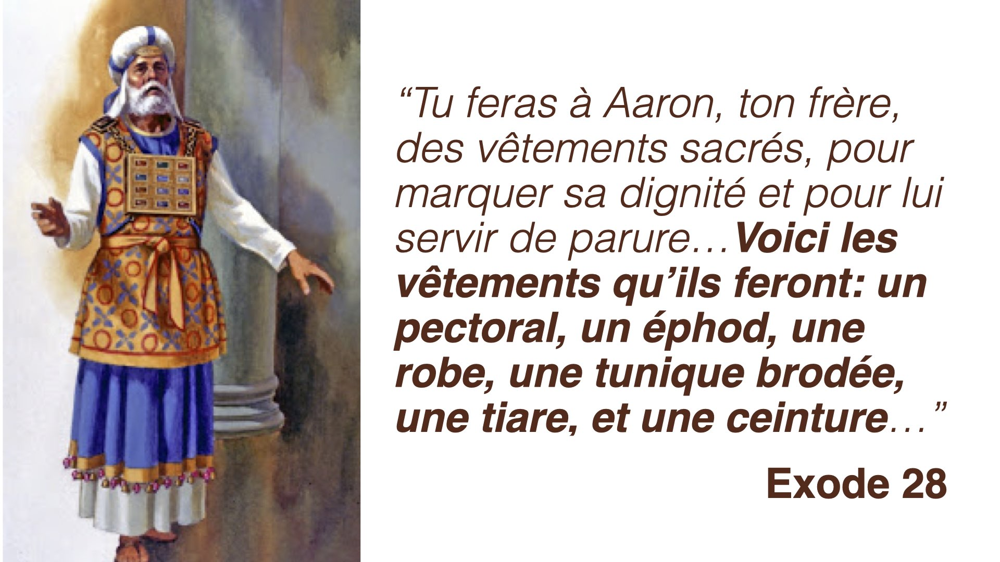 “Tu feras à Aaron, ton frère,
des vêtements sacrés, pour
marquer sa dignité et pour lui
servir de parure…Voici les
vêtements qu’ils feront: un
pectoral, un éphod, une
robe, une tunique brodée,
une tiare, et une ceinture…”
Exode 28